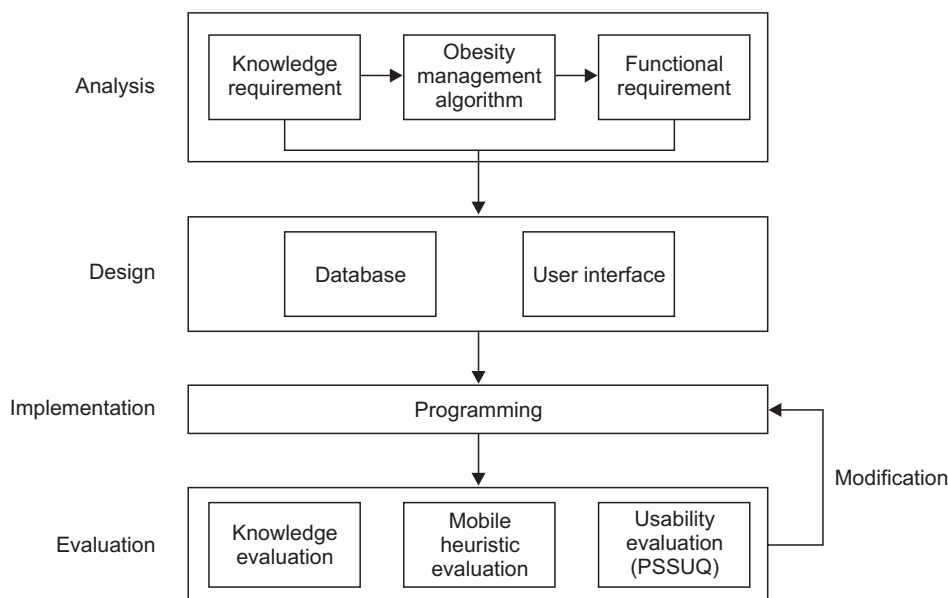 Analysis
Knowledge
requirement
Obesity
management
algorithm
Functional
requirement
Design
Database
User interface
Implementation
Programming
Modification
Evaluation
Knowledge
evaluation
Mobile
heuristic
evaluation
Usability
evaluation
(PSSUQ)